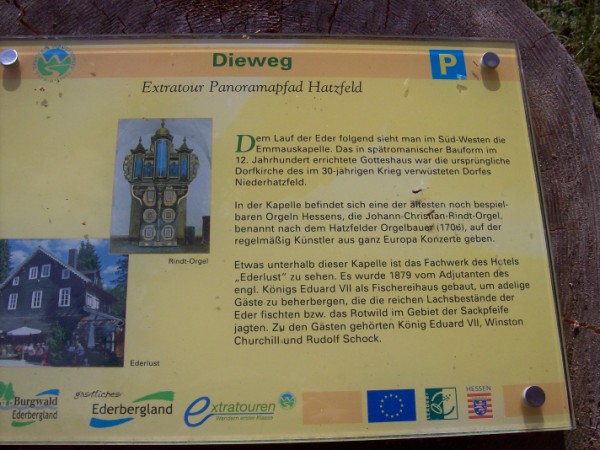 Dieweg
P
Extratour Panoramapfad Hatzfeld
Dem Lauf der Eder folgend sieht man im Süd-Westen die
Emmauskapelle. Das in spätromanischer Bauform im
12. Jahrhundert errichtete Gotteshaus war die ursprüngliche
Dorfkirche des im 30-jährigen Krieg verwüsteten Dorfes
Niederhatzfeld.
In der Kapelle befindet sich eine der ältesten noch bespiel-
baren Orgeln Hessens, die Johann-Christian-Rindt-Orgel,
benannt nach dem Hatzfelder Orgelbauer (1706), auf der
regelmäßig Künstler aus ganz Europa Konzerte geben.
Etwas unterhalb dieser Kapelle ist das Fachwerk des Hotels
„Ederlust" zu sehen. Es wurde 1879 vom Adjutanten des
engl. Königs Eduard VII als Fischereihaus gebaut, um adelige
Gäste zu beherbergen, die die reichen Lachsbestände der
Eder fischten bzw. das Rotwild im Gebiet der Sackpfeife
jagten. Zu den Gästen gehörten König Eduard VII, Winston
Churchill und Rudolf Schock.
Rindt-Orgel
Ederlust
Burgwald
Ederbergland
Ederbergland
extratouren
Wandern erster Klasse
HESSEN